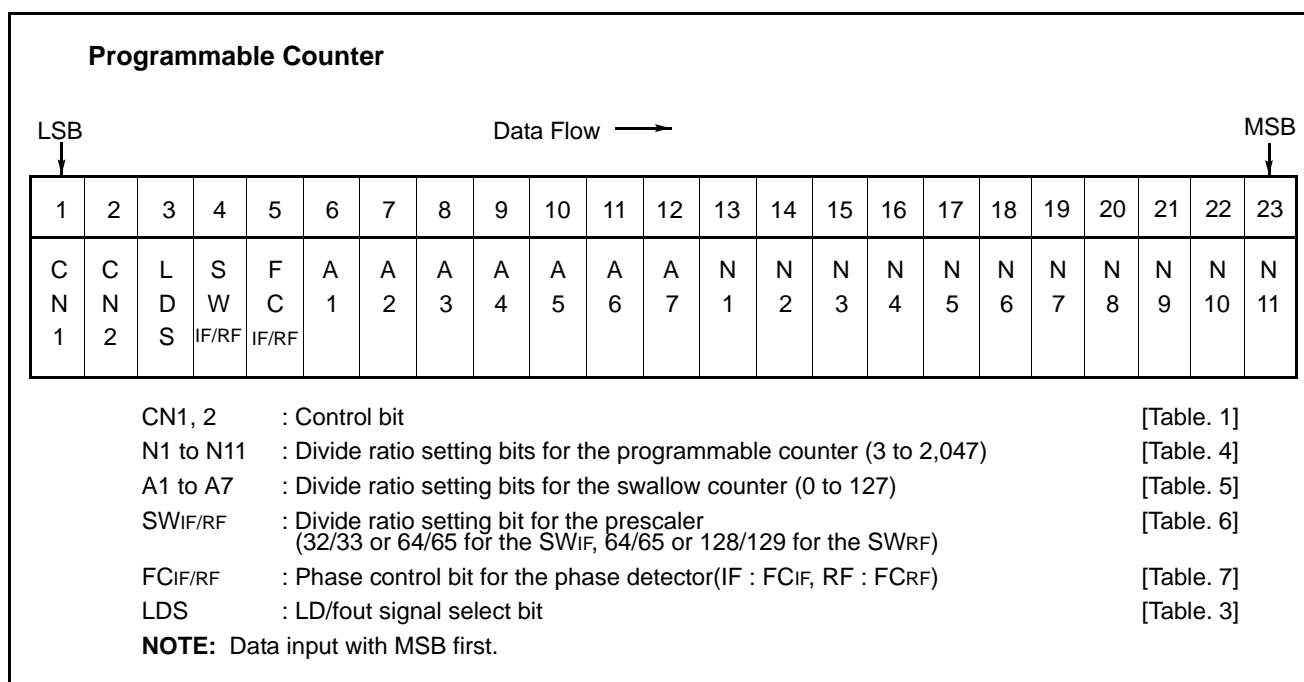 Programmable Counter
LSB Data Flow MSB
1 2 3 4 5 6 7 8 9 10 11 12 13 14 15 16 17 18 19 20 21 22 23
C C L S F A A A A A A A N N N N N N N N N N N
N N D W C 1 2 3 4 5 6 7 1 2 3 4 5 6 7 8 9 10 11
1 2 S IF/RF IF/RF
CN1, 2 : Control bit [Table. 1]
N1 to N11 : Divide ratio setting bits for the programmable counter (3 to 2,047) [Table. 4]
A1 to A7 : Divide ratio setting bits for the swallow counter (0 to 127) [Table. 5]
SWIF/RF : Divide ratio setting bit for the prescaler [Table. 6]
(32/33 or 64/65 for the SWIF, 64/65 or 128/129 for the SWRF)
FCIF/RF : Phase control bit for the phase detector(IF : FCIF, RF : FCRF) [Table. 7]
LDS : LD/fout signal select bit [Table. 3]
NOTE: Data input with MSB first.